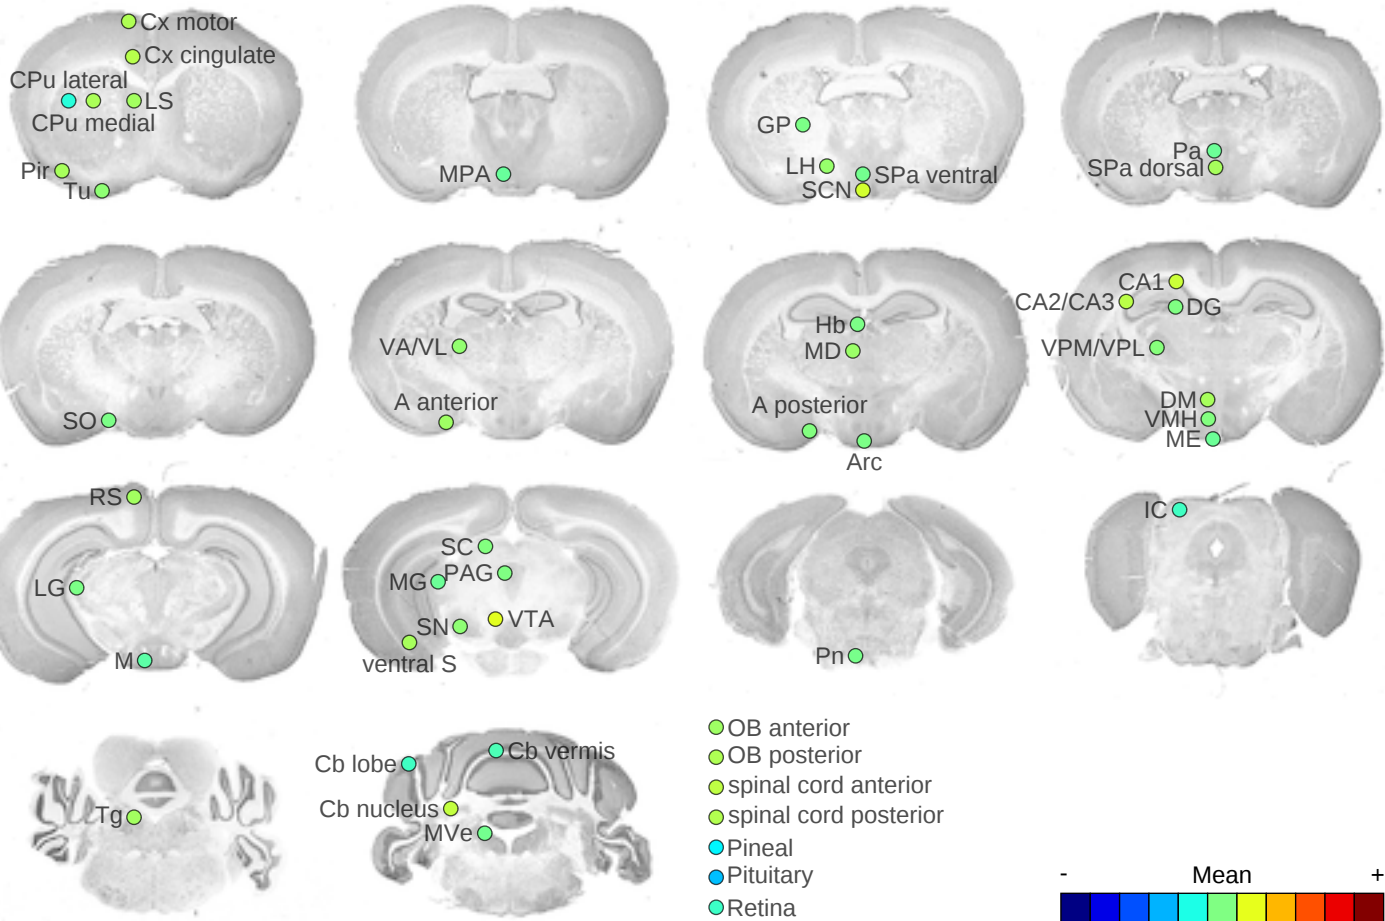 Cx motor
Cx cingulate
CPu lateral
LS
CPu medial
Pir
Tu
MPA
GP
LH
SPa ventral
SCN
Pa
SPa dorsal
SO
VA/VL
A anterior
Hb
MD
A posterior
Arc
CA1
CA2/CA3
DG
VPM/VPL
DM
VMH
ME
RS
LG
M
SC
MG PAG
SN VTA
ventral S
Pn
IC
Tg
Cb lobe Cb vermis
Cb nucleus
MVe
OB anterior
OB posterior
spinal cord anterior
spinal cord posterior
Pineal
Pituitary
Retina
- Mean +